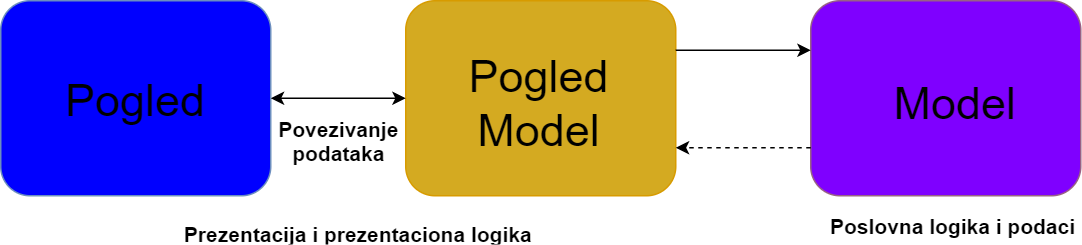 Pogled
Povezivanje
podataka
Pogled
Model
Model
Prezentacija i prezentaciona logika
Poslovna logika i podaci